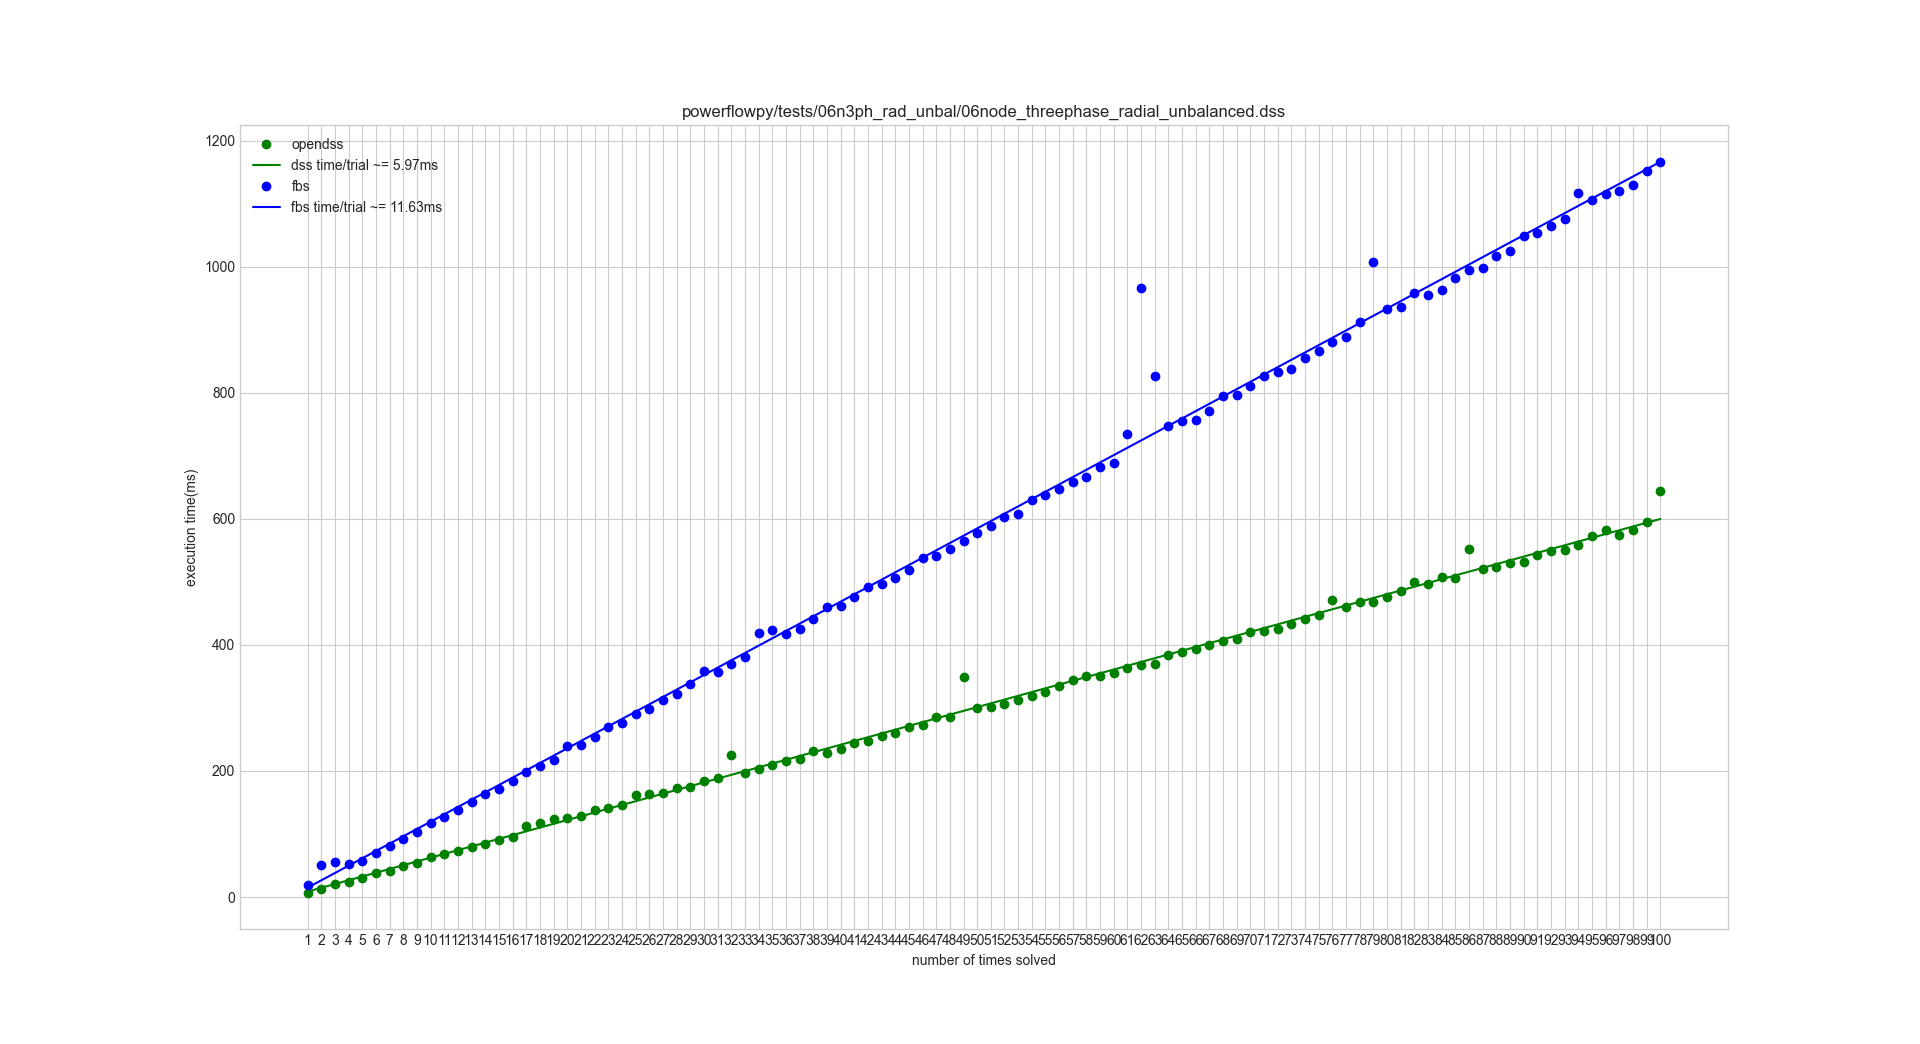 powerflowpy/tests/06n3ph_rad_unbal/06node_threephase_radial_unbalanced.dss
opendss
dss time/trial ~= 5.97ms
fbs
fbs time/trial ~= 11.63ms
1200
1000
800
600
400
200
0
execution time(ms)
1 2 3 4 5 6 7 8 9 10 11 12 13 14 15 16 17 18 19 20 21 22 23 24 25 26 27 28 29 30 31 32 33 34 35 36 37 38 39 40 41 42 43 44 45 46 47 48 49 50 51 52 53 54 55 56 57 58 59 60 61 62 63 64 65 66 67 68 69 70 71 72 73 74 75 76 77 78 79 80 81 82 83 84 85 86 87 88 89 90 91 92 93 94 95 96 97 98 99 100
number of times solved